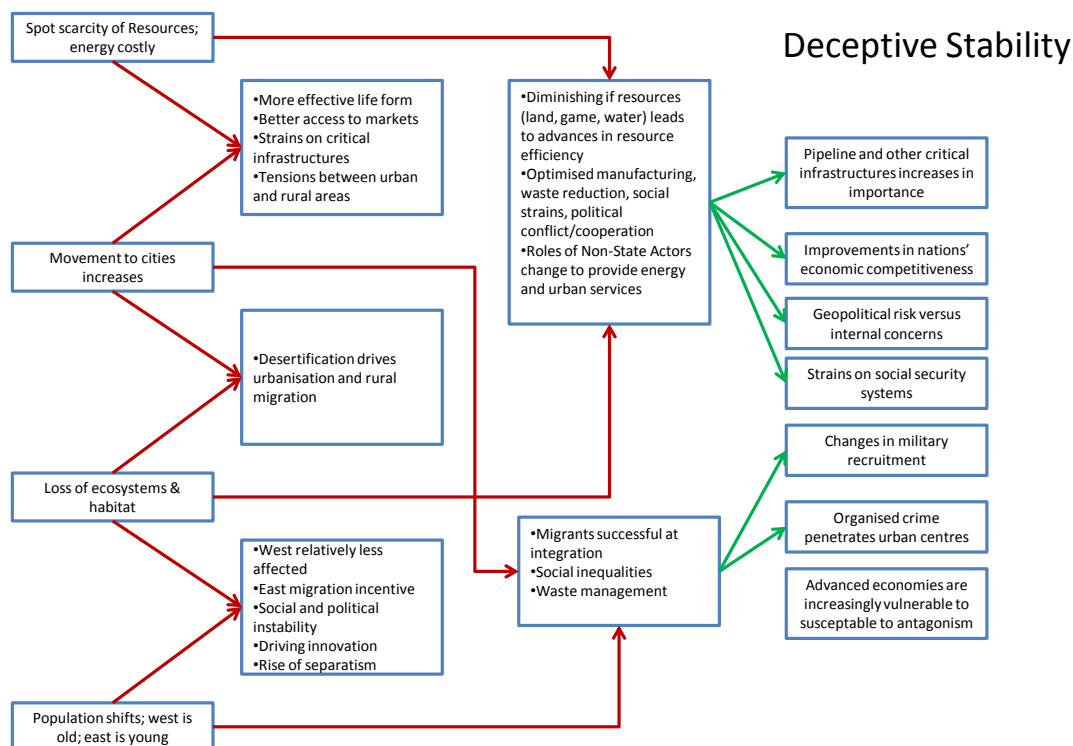 Deceptive Stability
Spot scarcity of Resources;
energy costly
•More effective life form
•Better access to markets
•Strains on critical
infrastructures
•Tensions between urban
and rural areas
Movement to cities
increases
•Desertification drives
urbanisation and rural
migration
Loss of ecosystems &
habitat
•West relatively less
affected
•East migration incentive
•Social and political
instability
•Driving innovation
•Rise of separatism
Population shifts; west is
old; east is young
•Diminishing if resources
(land, game, water) leads
to advances in resource
efficiency
•Optimised manufacturing,
waste reduction, social
strains, political
conflict/cooperation
•Roles of Non-State Actors
change to provide energy
and urban services
•Migrants successful at
integration
•Social inequalities
•Waste management
Pipeline and other critical
infrastructures increases in
importance
Improvements in nations’
economic competitiveness
Geopolitical risk versus
internal concerns
Strains on social security
systems
Changes in military
recruitment
Organised crime
penetrates urban centres
Advanced economies are
increasingly vulnerable to
susceptable to antagonism